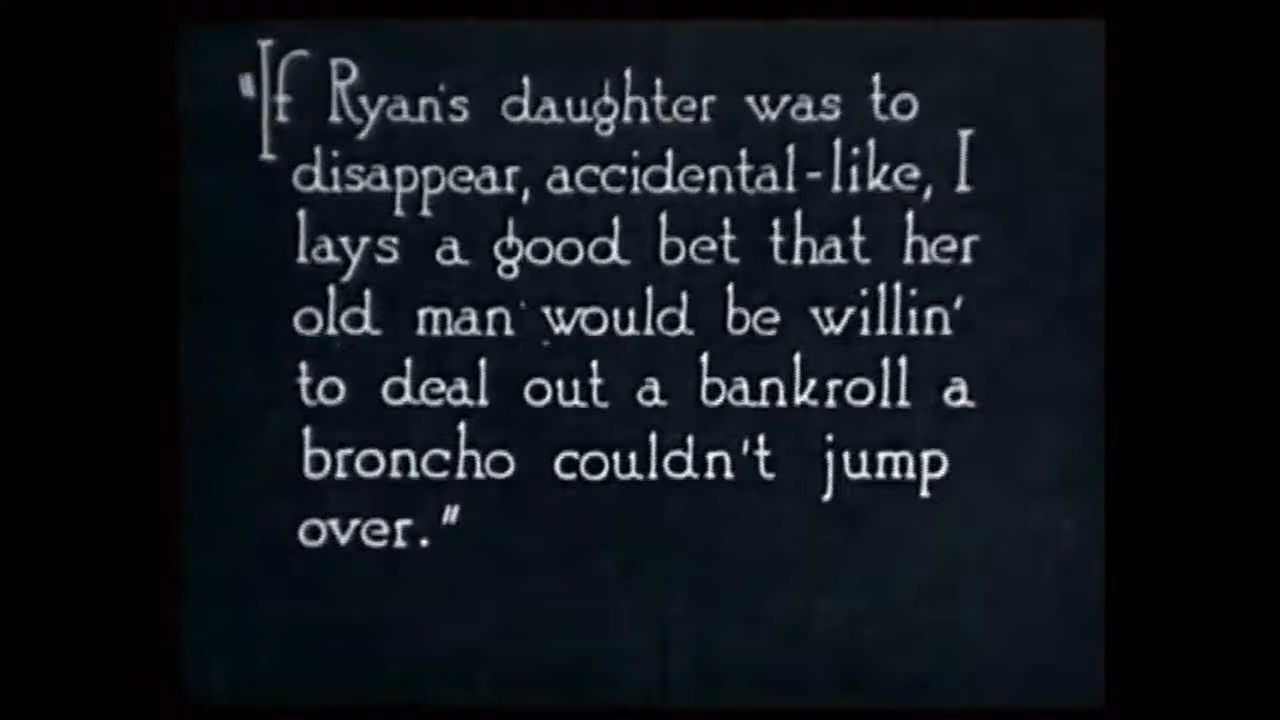 "If Ryan's daughter was to
disappear, accidental-like, I
lays a good bet that her
old man would be willin'
to deal out a bankroll a
broncho couldn't jump
over."